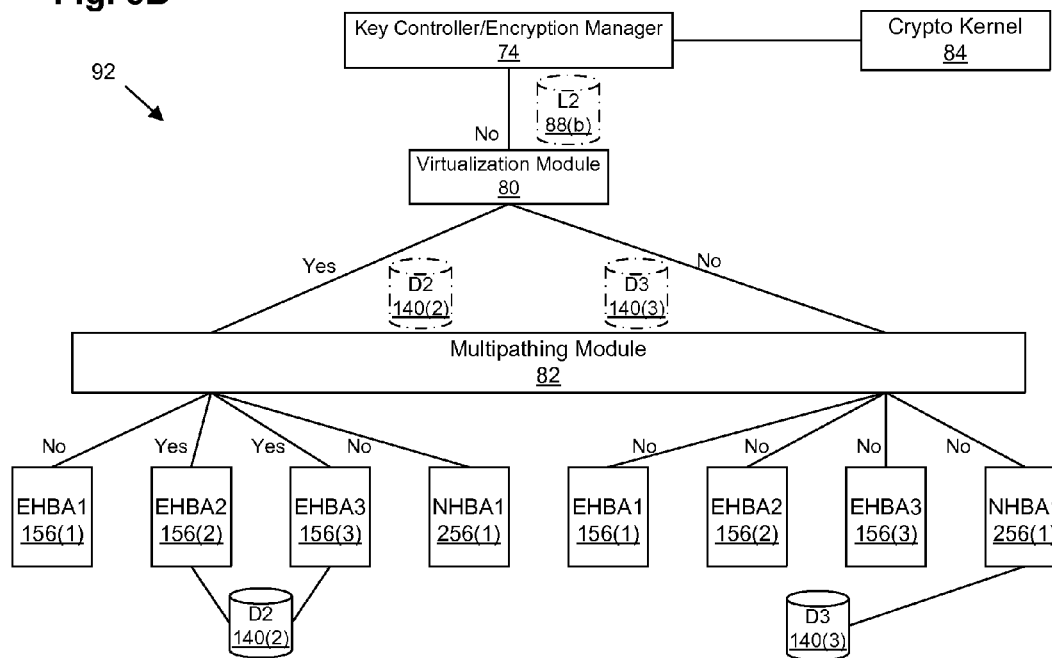 Key Controller/Encryption Manager
74
Crypto Kernel
84
92
L2
88(b)
No
Virtualization Module
80
Yes
No
D2
140(2)
D3
140(3)
Multipathing Module
82
No
Yes
Yes
No
No
No
No
No
EHBA1
156(1)
EHBA2
156(2)
EHBA3
156(3)
NHBA1
256(1)
EHBA1
156(1)
EHBA2
156(2)
EHBA3
156(3)
NHBA1
256(1)
D2
140(2)
D3
140(3)